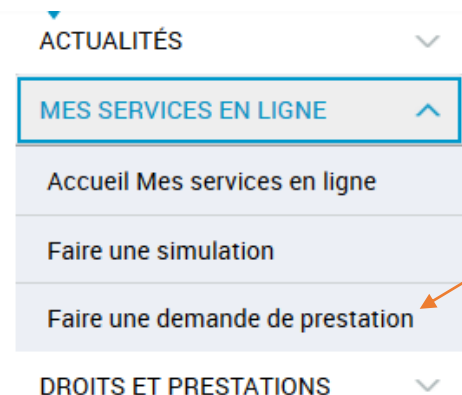 ACTUALITÉS
MES SERVICES EN LIGNE
Accueil Mes services en ligne
Faire une simulation
Faire une demande de prestation
DROITS ET PRESTATIONS